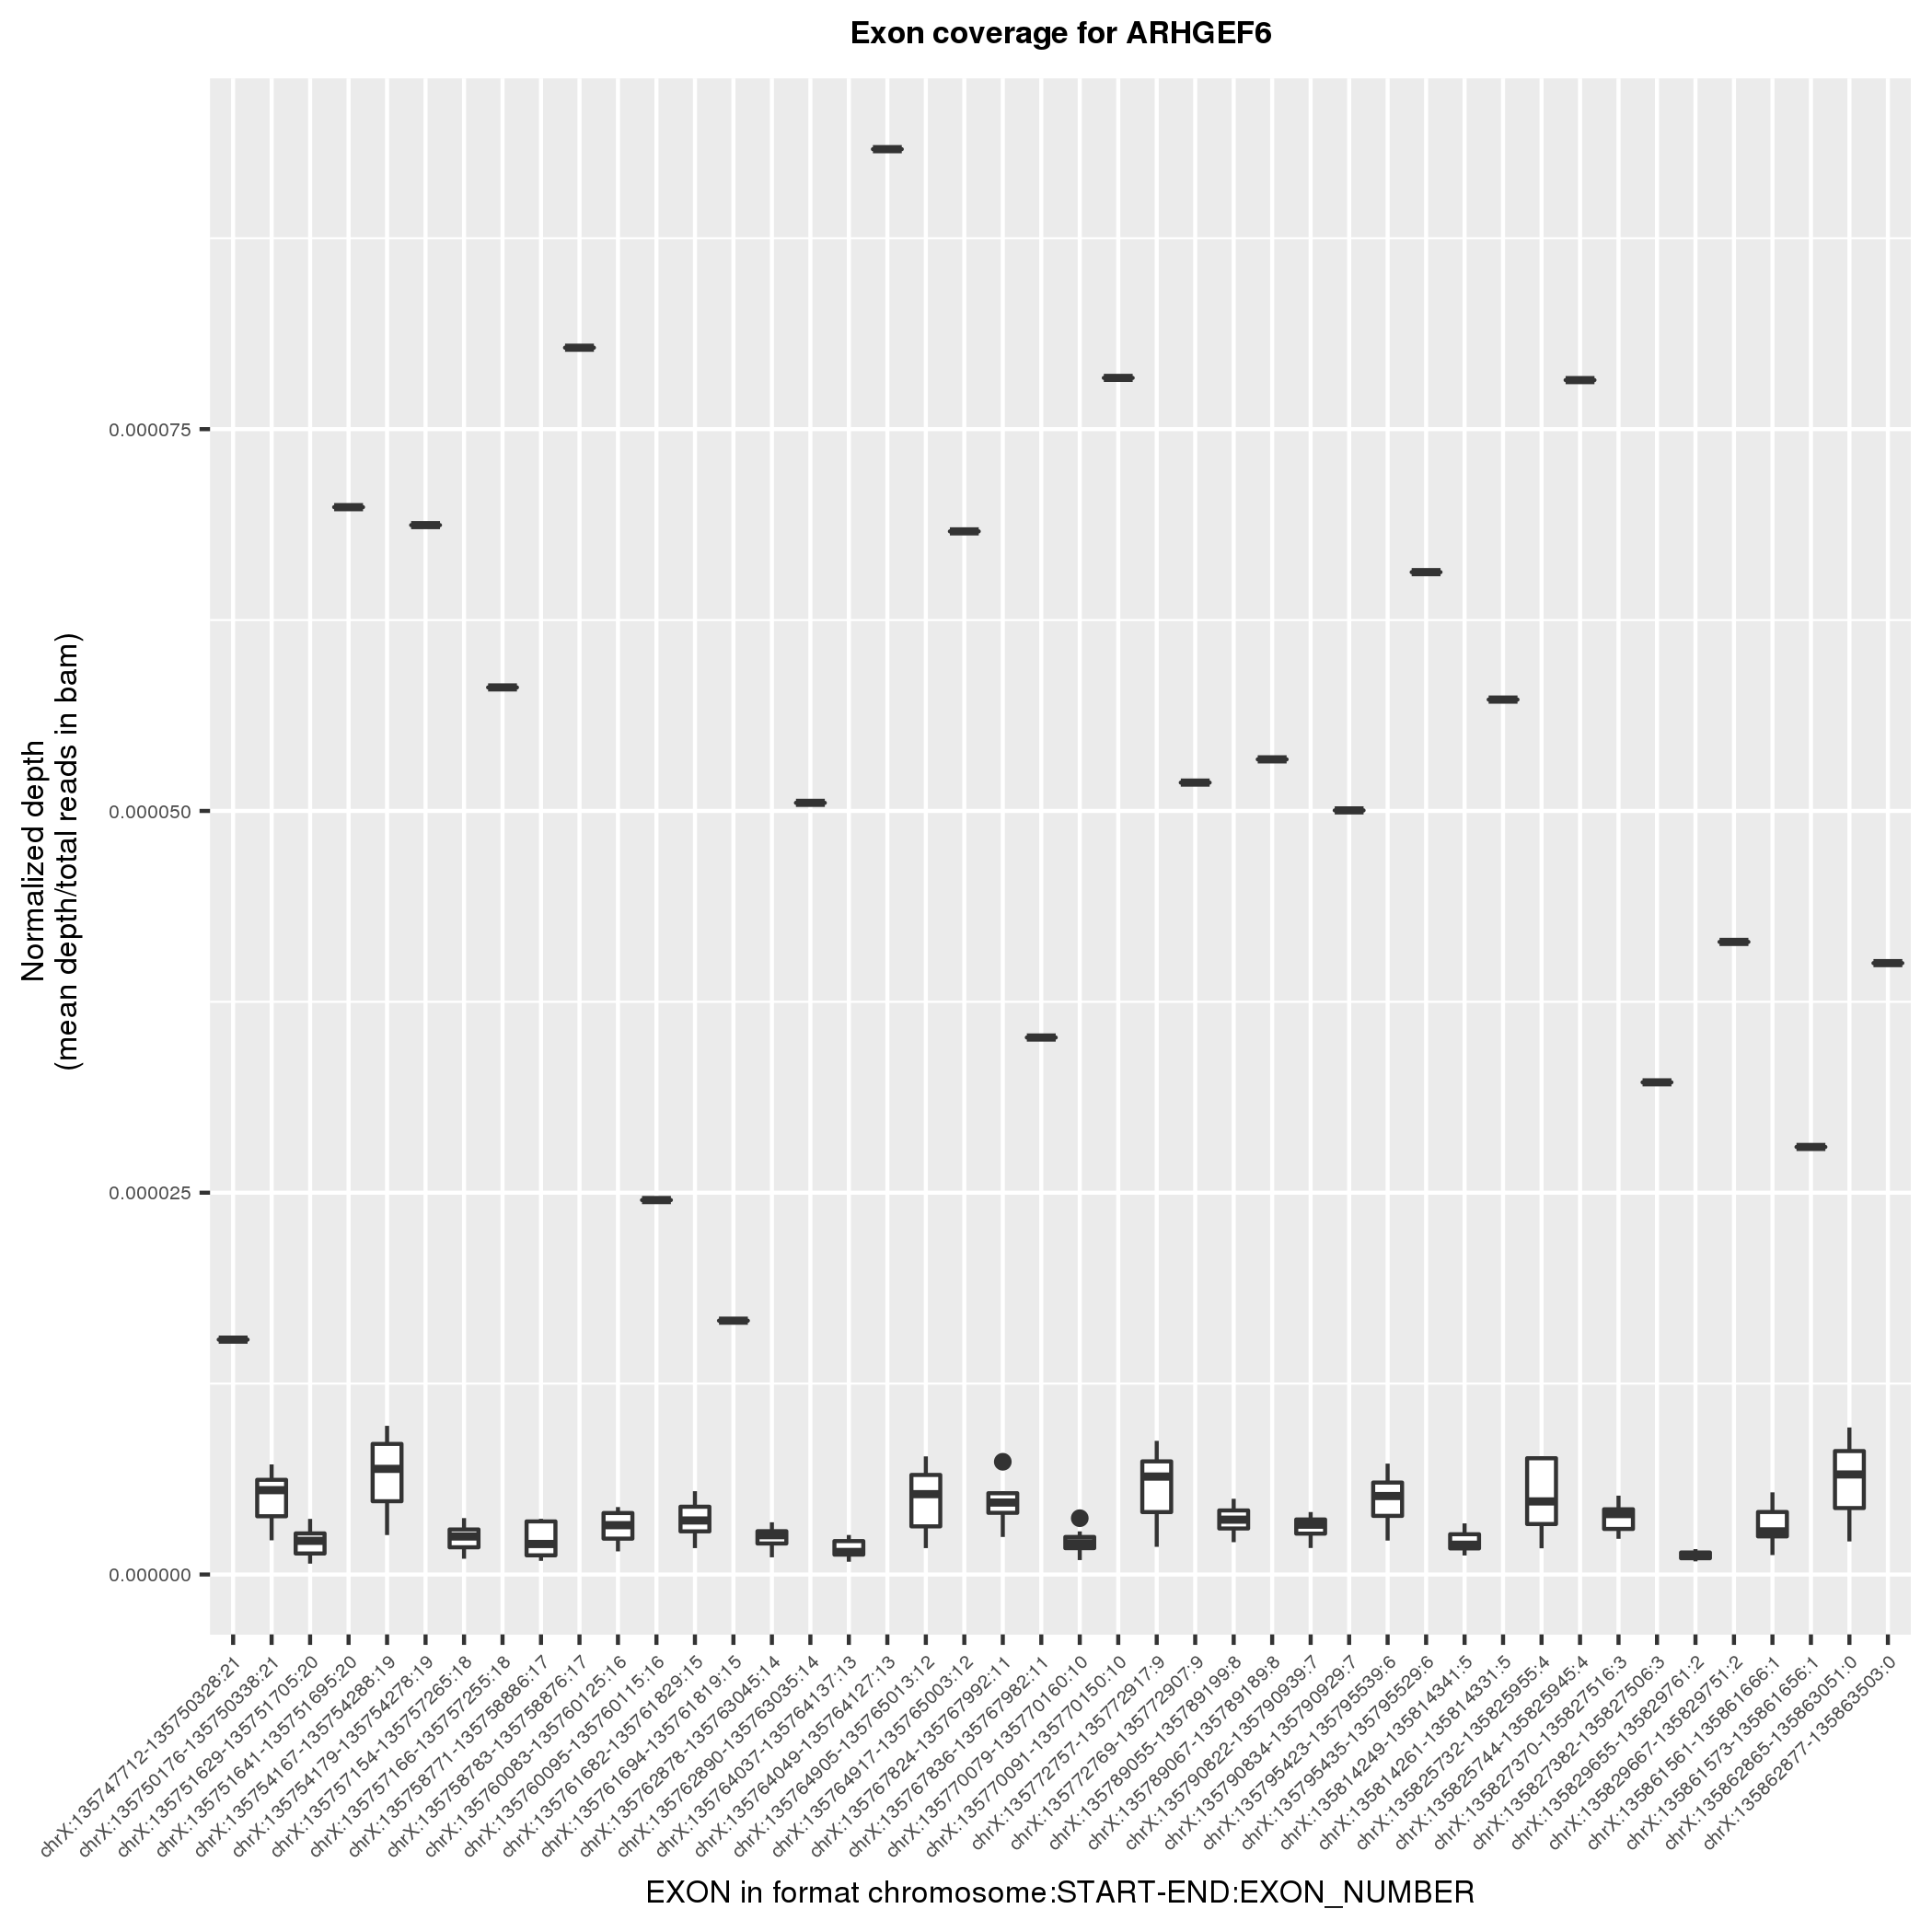 Exon coverage for ARHGEF6
Normalized depth
(mean depth/total reads in bam)
0.000075
0.000050
0.000025
0.000000
chrX:135747712-135750328:21
chrX:135750176-135750338:21
chrX:135751629-135751705:20
chrX:135751641-135751695:20
chrX:135754167-135754288:19
chrX:135754179-135754278:19
chrX:135757154-135757265:18
chrX:135757166-135757255:18
chrX:135758771-135758886:17
chrX:135758783-135758876:17
chrX:135760083-135760125:16
chrX:135760095-135760115:16
chrX:135761682-135761829:15
chrX:135761694-135761819:15
chrX:135762878-135763045:14
chrX:135762890-135763035:14
chrX:135764037-135764137:13
chrX:135764049-135764127:13
chrX:135764905-135765013:12
chrX:135764917-135765003:12
chrX:135767824-135767992:11
chrX:135767836-135767982:11
chrX:135770079-135770160:10
chrX:135770091-135770150:10
chrX:135772757-135772917:9
chrX:135772769-135772907:9
chrX:135789055-135789199:8
chrX:135789067-135789189:8
chrX:135790822-135790939:7
chrX:135790834-135790929:7
chrX:135795423-135795539:6
chrX:135795435-135795529:6
chrX:135814249-135814341:5
chrX:135814261-135814331:5
chrX:135825732-135825955:4
chrX:135825744-135825945:4
chrX:135827370-135827516:3
chrX:135827382-135827506:3
chrX:135829655-135829761:2
chrX:135829667-135829751:2
chrX:135861561-135861666:1
chrX:135861573-135861656:1
chrX:135862865-135863051:0
chrX:135862877-135863503:0
EXON in format chromosome:START-END:EXON_NUMBER